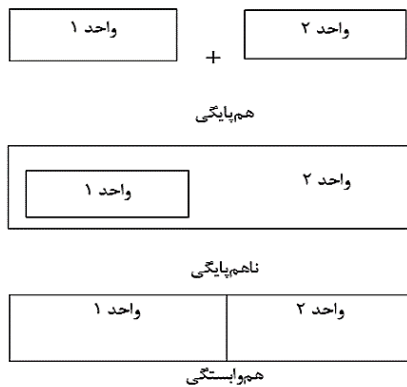 واحد ۲ + واحد ۱
هم‌پایگی
واحد ۲ واحد ۱
ناهم‌پایگی
واحد ۲ واحد ۱
هم‌وابستگی